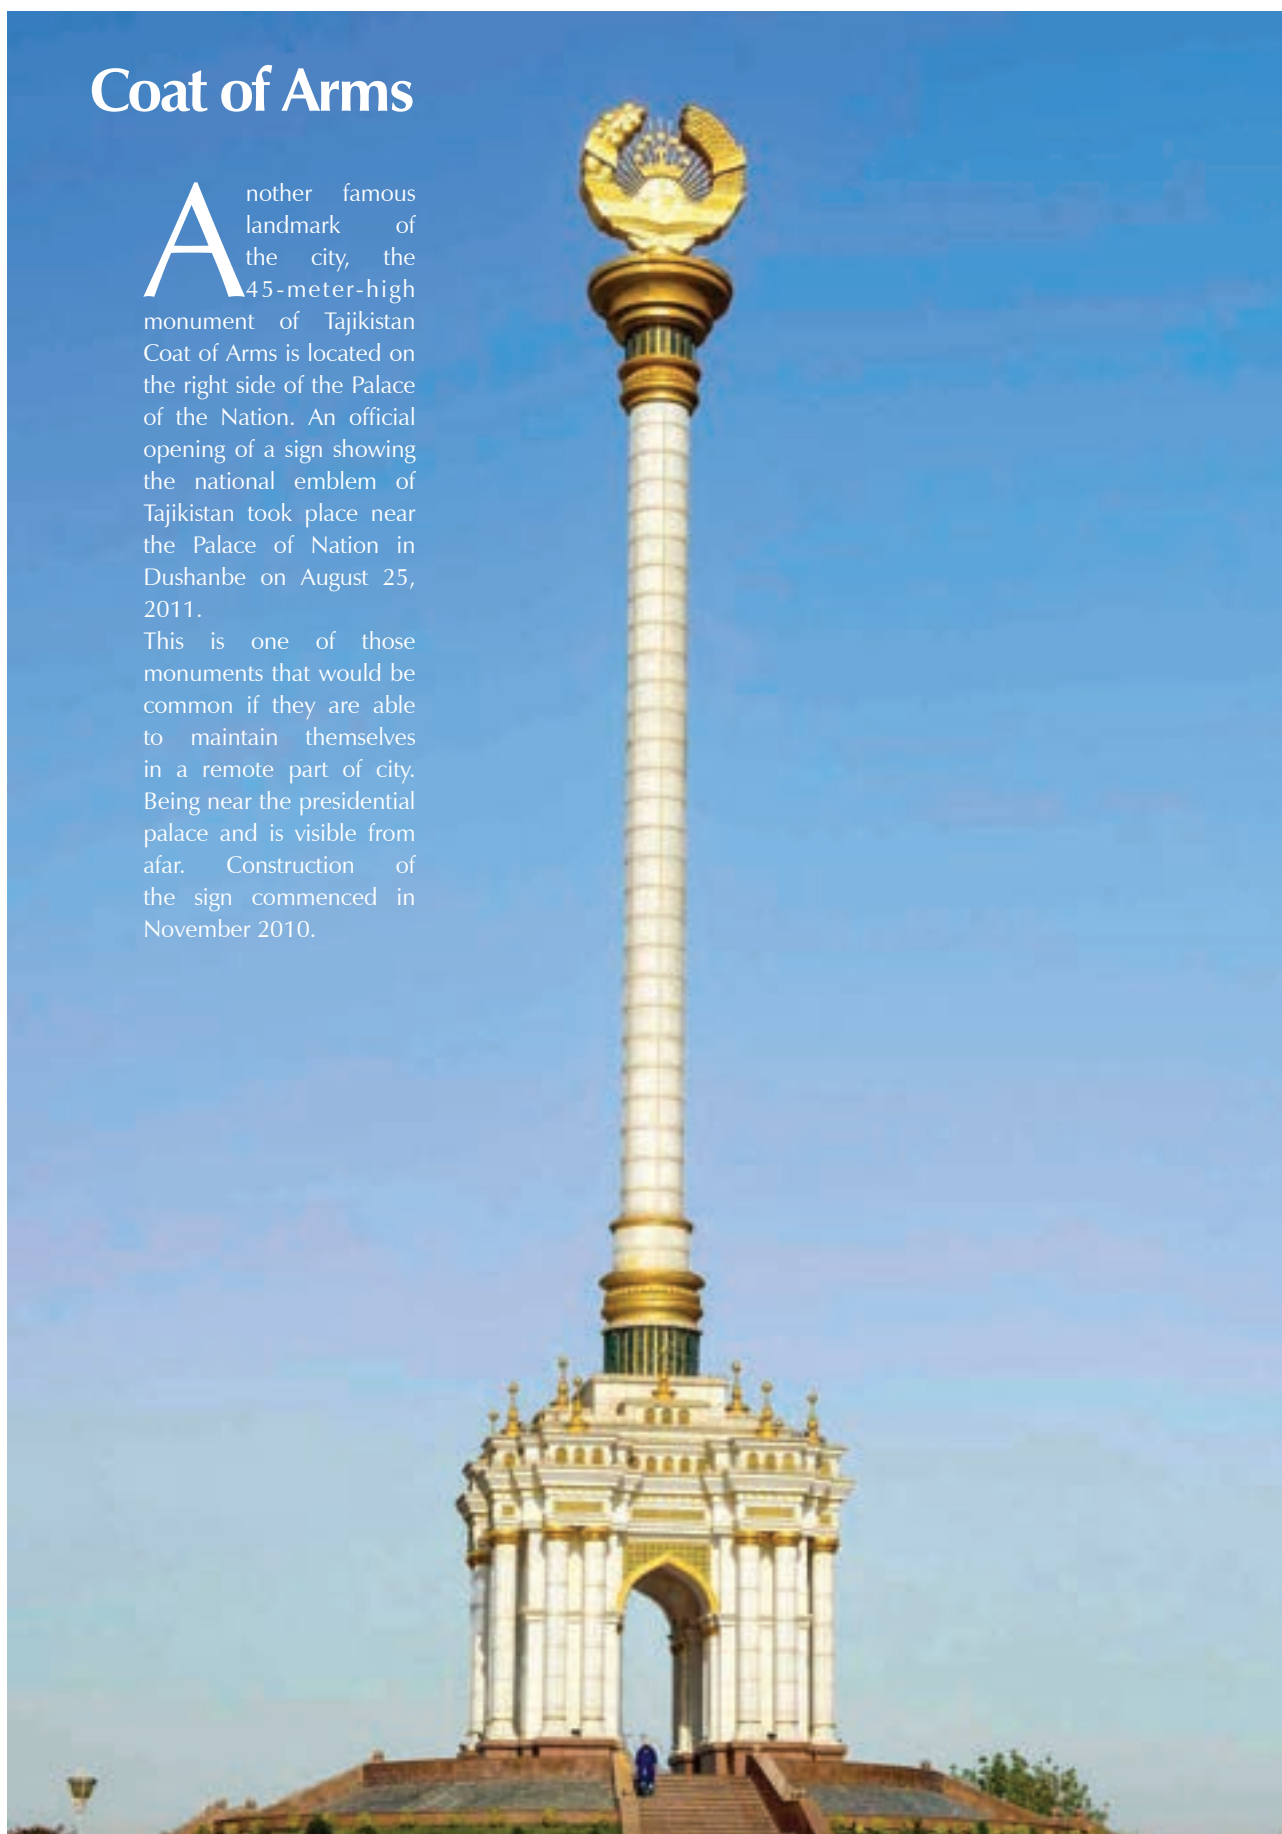 Coat of Arms
Another famous
landmark of
the city, the
45-meter-high
monument of Tajikistan
Coat of Arms is located on
the right side of the Palace
of the Nation. An official
opening of a sign showing
the national emblem of
Tajikistan took place near
the Palace of Nation in
Dushanbe on August 25,
2011.
This is one of those
monuments that would be
common if they are able
to maintain themselves
in a remote part of city.
Being near the presidential
palace and is visible from
afar. Construction of
the sign commenced in
November 2010.